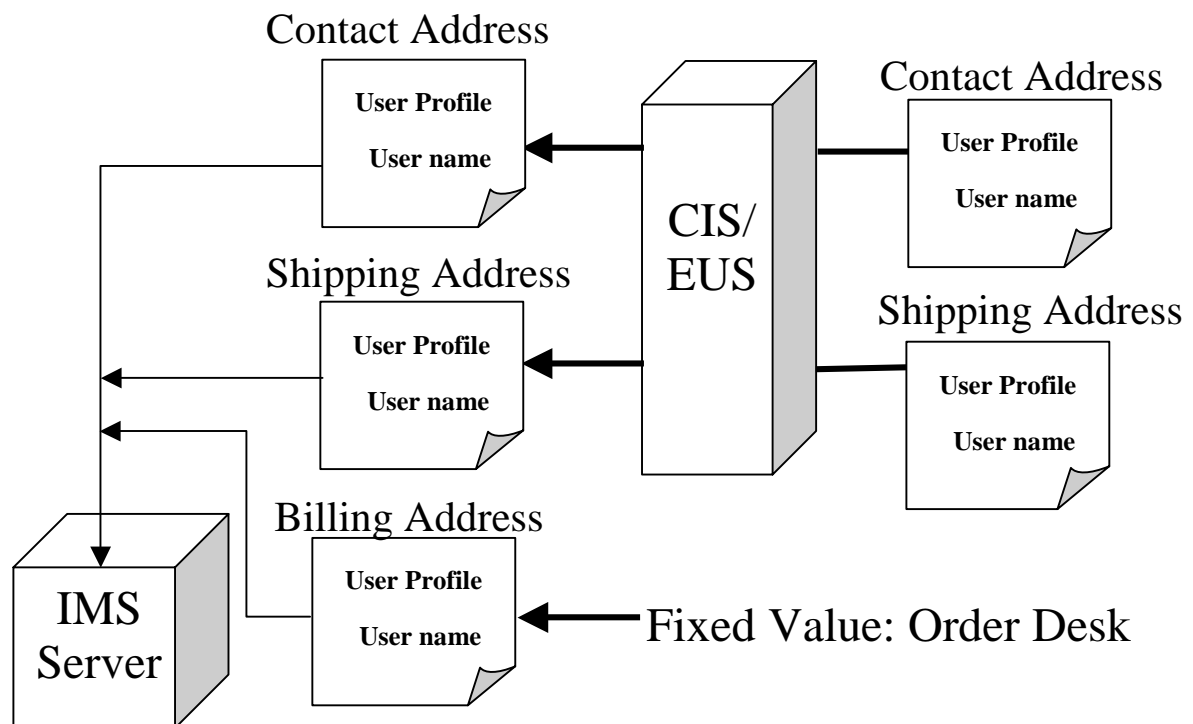 Contact Address
User Profile
User name
Contact Address
User Profile
User name
CIS/
EUS
Shipping Address
User Profile
User name
Shipping Address
User Profile
User name
Billing Address
User Profile
User name
Fixed Value: Order Desk
IMS
Server